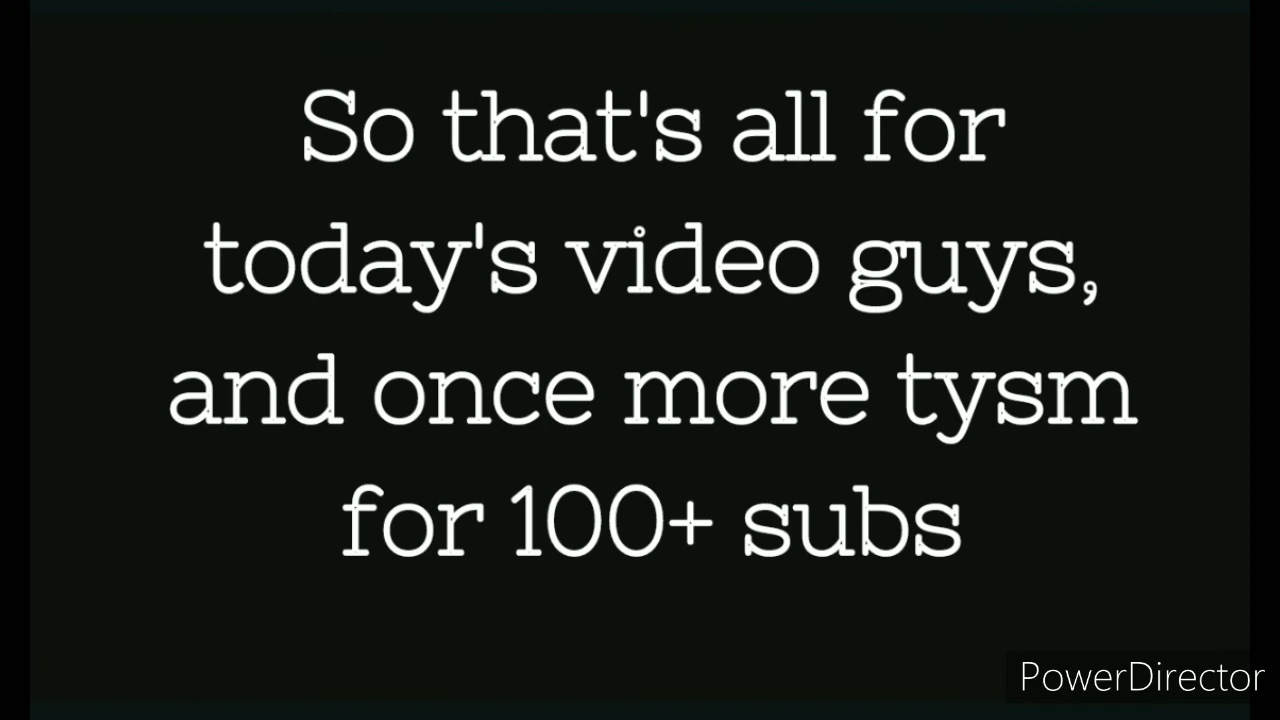 So that's all for
today's video guys,
and once more tysm
for 100+ subs
PowerDirector